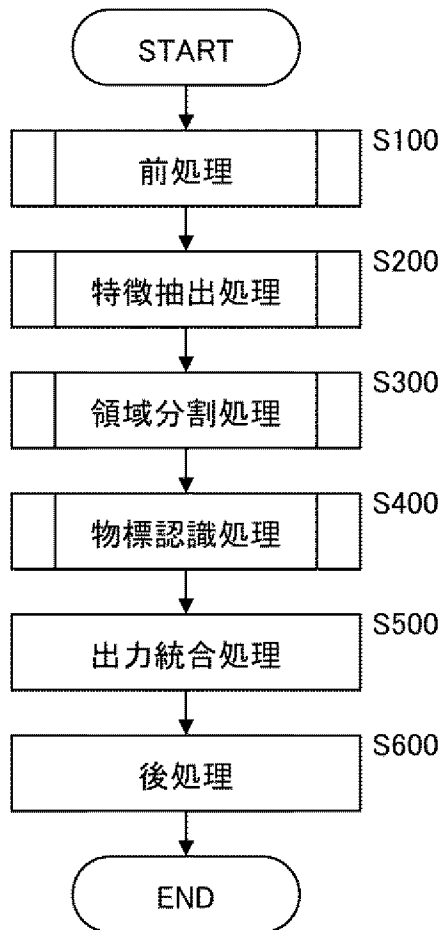 START
S100
前処理
S200
特徴抽出処理
S300
領域分割処理
S400
物標認識処理
S500
出力統合処理
S600
後処理
END